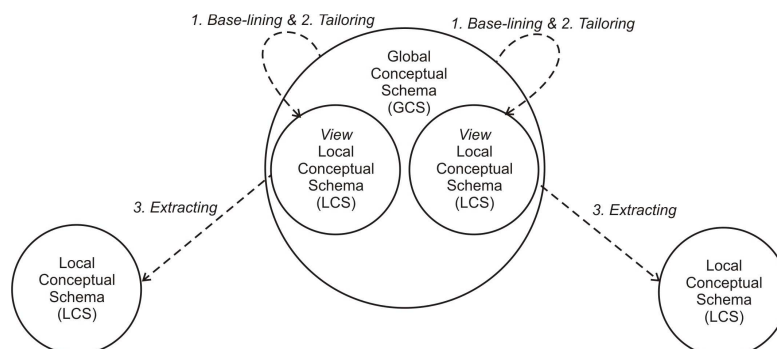 1. Base-lining & 2. Tailoring
1. Base-lining & 2. Tailoring
Global
Conceptual
Schema
(GCS)
View
Local
Conceptual
Schema
(LCS)
View
Local
Conceptual
Schema
(LCS)
3. Extracting
3. Extracting
Local
Conceptual
Schema
(LCS)
Local
Conceptual
Schema
(LCS)